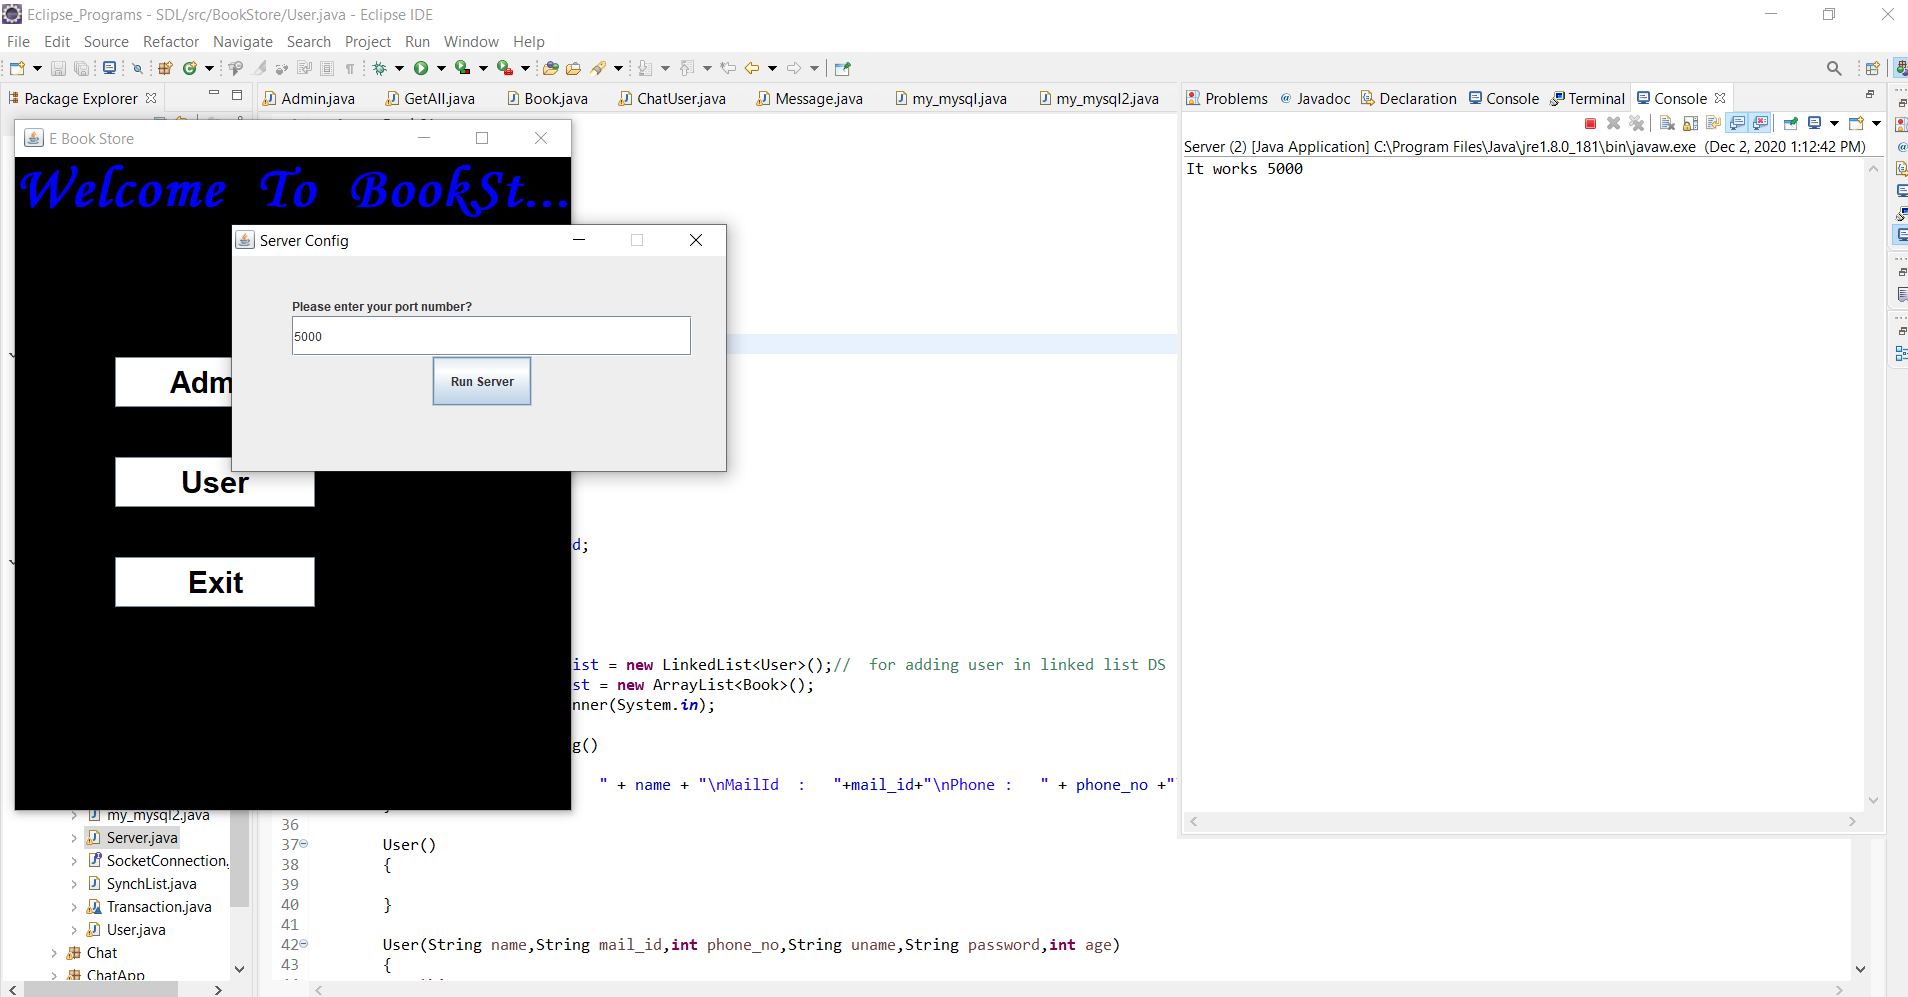 Eclipse_Programs - SDL/src/BookStore/User.java - Eclipse IDE
File Edit Source Refactor Navigate Search Project Run Window Help
Package Explorer
Admin.java GetAll.java Book.java ChatUser.java Message.java my_mysql.java my_mysql2.java
Problems @ Javadoc Declaration Console Terminal Console
E Book Store
Welcome To BookSt...
Server (2) [Java Application] C:\Program Files\Java\jre1.8.0_181\bin\javaw.exe (Dec 2, 2020 1:12:42 PM)
It works 5000
Server Config
Please enter your port number?
5000
Run Server
Adm
User
Exit
d;
ist = new LinkedList<User>();// for adding user in linked list DS
st = new ArrayList<Book>();
nner(System.in);
g()
" + name + "\nMailId : "+mail_id+"\nPhone : " + phone_no +"
my_mysql2.java
Server.java
SocketConnection.
SynchList.java
Transaction.java
User.java
Chat
ChatApp
36
37 User()
38 {
39
40 }
41
42 User(String name,String mail_id,int phone_no,String uname,String password,int age)
43 {